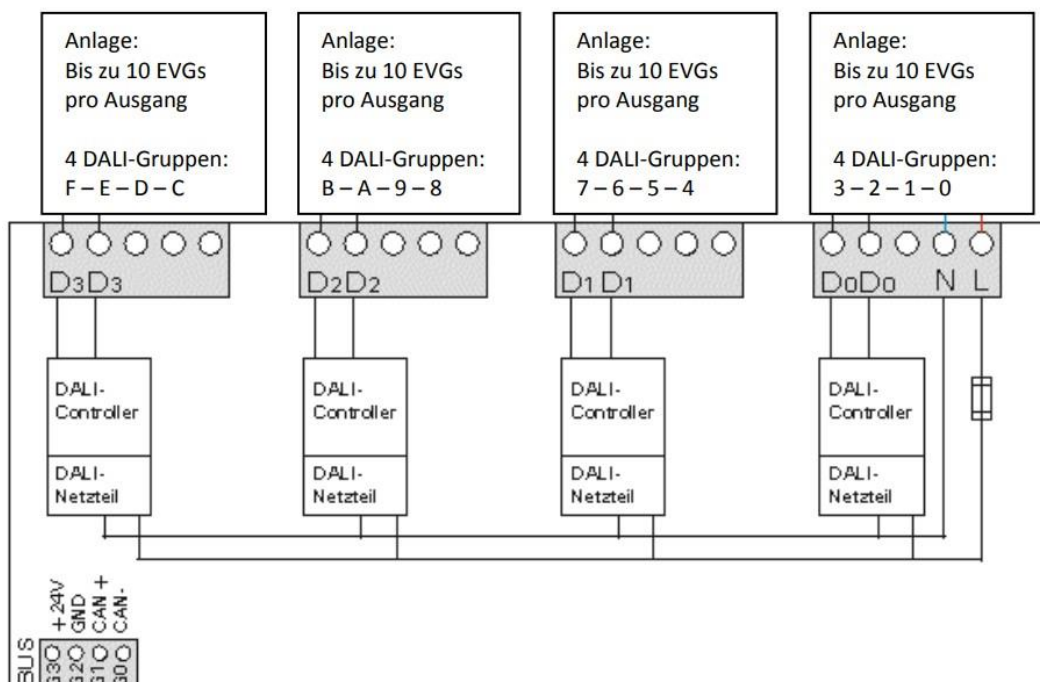 Anlage:
Bis zu 10 EVGs
pro Ausgang
4 DALI-Gruppen:
F – E – D – C
Anlage:
Bis zu 10 EVGs
pro Ausgang
4 DALI-Gruppen:
B – A – 9 – 8
Anlage:
Bis zu 10 EVGs
pro Ausgang
4 DALI-Gruppen:
7 – 6 – 5 – 4
Anlage:
Bis zu 10 EVGs
pro Ausgang
4 DALI-Gruppen:
3 – 2 – 1 – 0
D3 D3
D2 D2
D1 D1
D0 D0 N L
DALI-
Controller
DALI-
Netzteil
DALI-
Controller
DALI-
Netzteil
DALI-
Controller
DALI-
Netzteil
DALI-
Controller
DALI-
Netzteil
+24V
GND
CAN +
CAN-
BUS
G3
G2
G1
G0